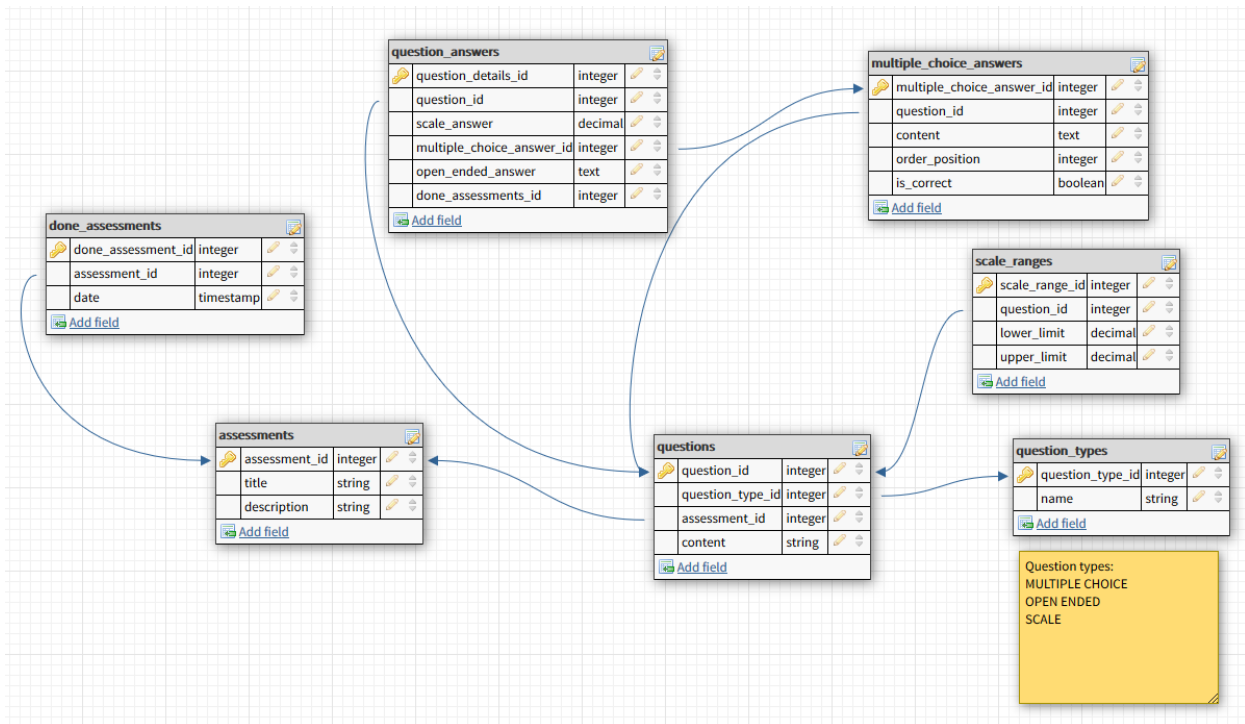 question_answers
question_details_id integer
question_id integer
scale_answer decimal
multiple_choice_answer_id integer
open_ended_answer text
done_assessments_id integer
Add field
multiple_choice_answers
multiple_choice_answer_id integer
question_id integer
content text
order_position integer
is_correct boolean
Add field
done_assessments
done_assessment_id integer
assessment_id integer
date timestamp
Add field
scale_ranges
scale_range_id integer
question_id integer
lower_limit decimal
upper_limit decimal
Add field
assessments
assessment_id integer
title string
description string
Add field
questions
question_id integer
question_type_id integer
assessment_id integer
content string
Add field
question_types
question_type_id integer
name string
Add field
Question types:
MULTIPLE CHOICE
OPEN ENDED
SCALE